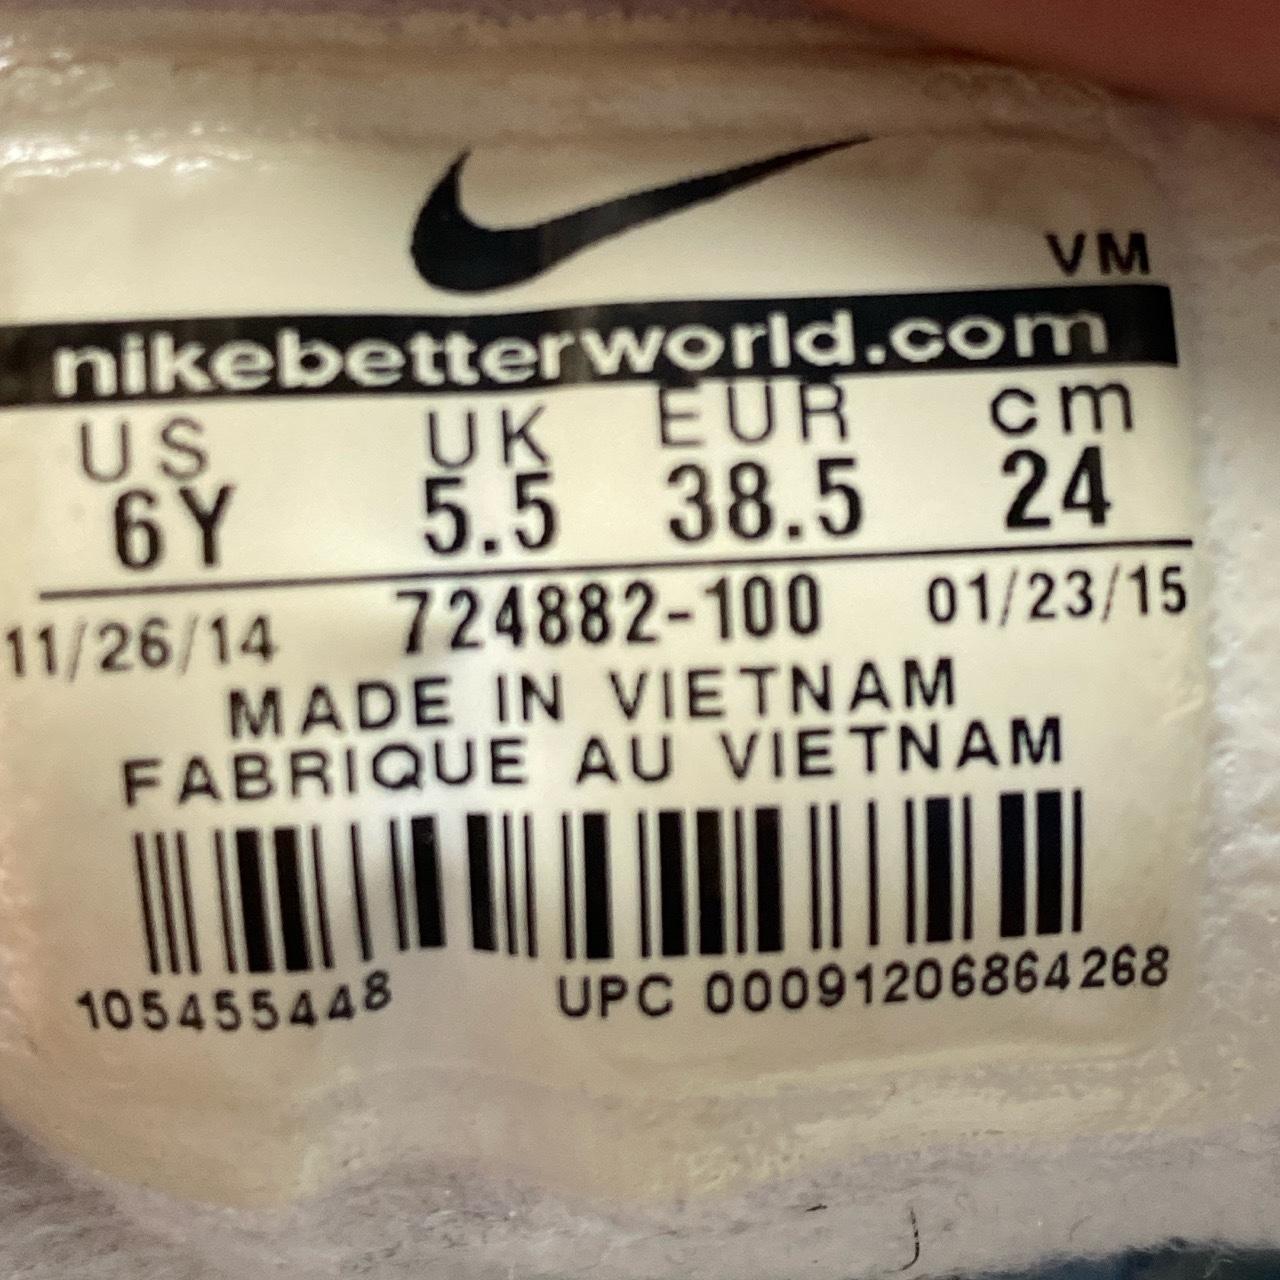 VM
nikebetterworld.com
US UK EUR cm
6Y 5.5 38.5 24
11/26/14 724882-100 01/23/15
MADE IN VIETNAM
FABRIQUE AU VIETNAM
105455448 UPC 00091206864268